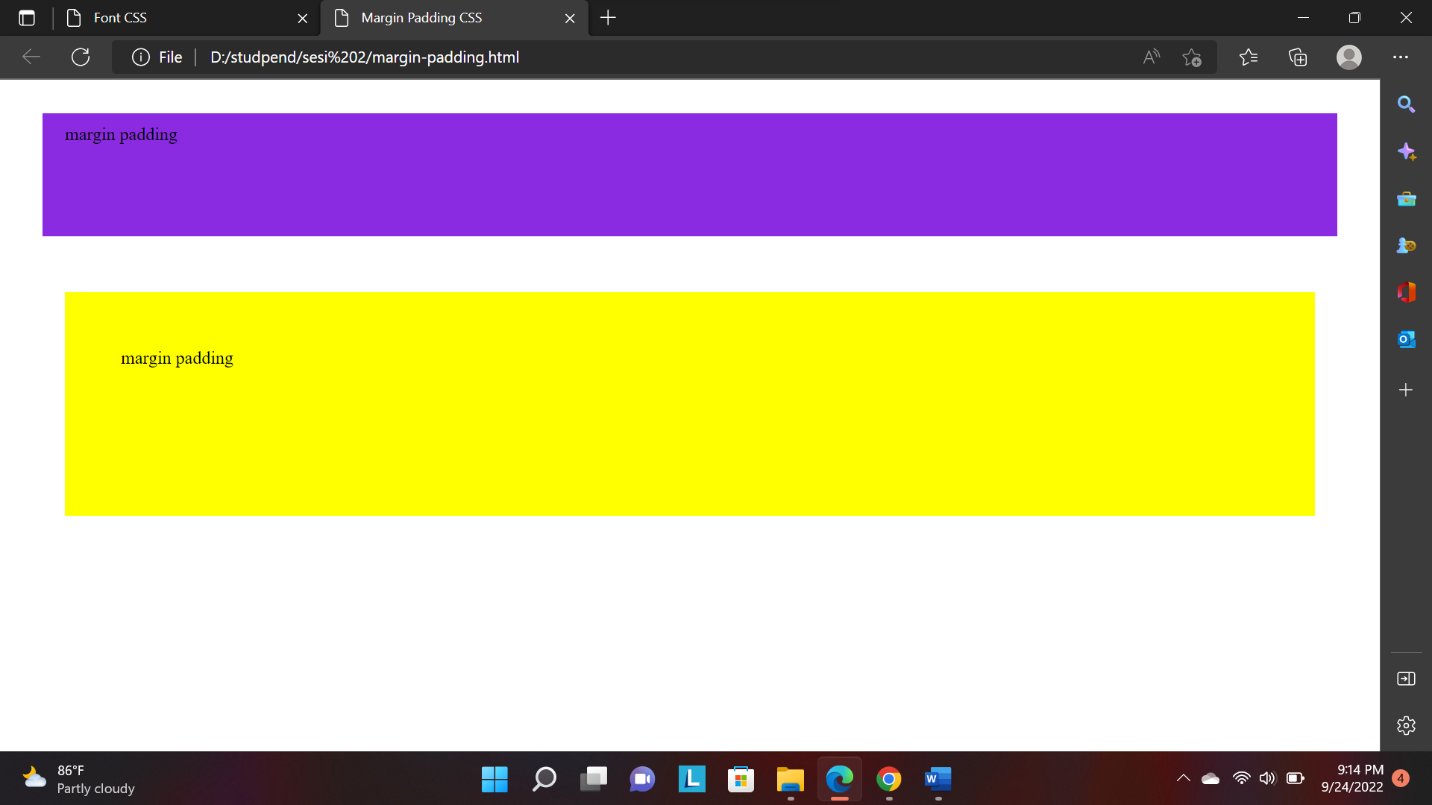 Font CSS
Margin Padding CSS
File
D:/studpend/sesi%202/margin-padding.html
margin padding
margin padding
86°F
Partly cloudy
9:14 PM
9/24/2022
4